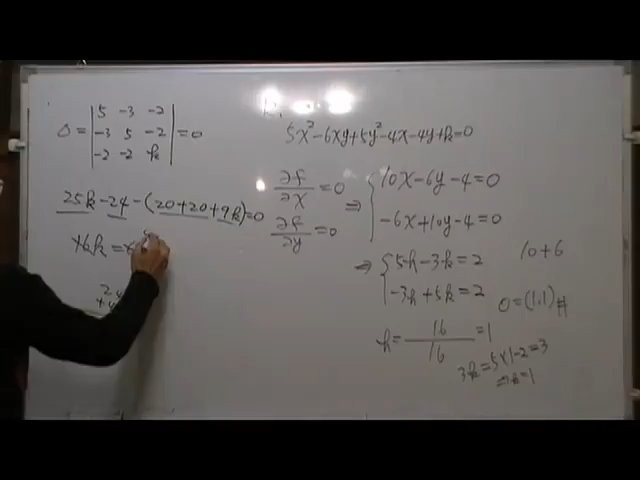 Δ = | 5 -3 -2 | = 0
| -3 5 -2 |
| -2 -2 k |
25k - 24 - (20 + 20 + 9k) = 0
16k =
5x² - 6xy + 5y² - 4x - 4y + k = 0
∂f/∂x = 0
∂f/∂y = 0
⇒ { 10x - 6y - 4 = 0
-6x + 10y - 4 = 0
⇒ { 5h - 3k = 2
-3h + 5k = 2
h = 16/16 = 1
10 + 6
0 = (1,1) #
3k = 5×1-2 = 3
⇒ k = 1